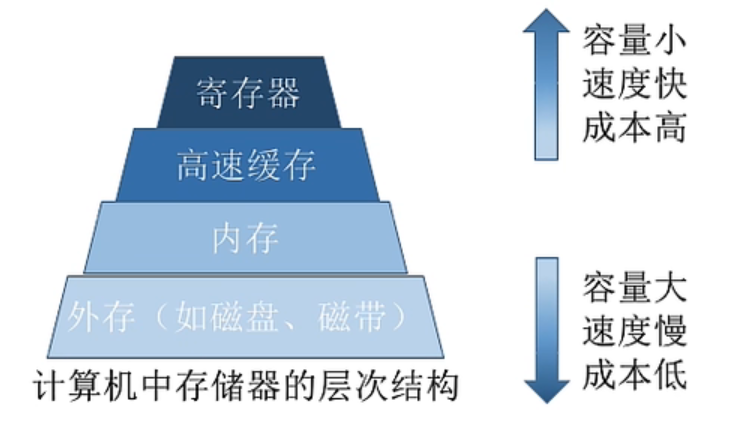 寄存器
高速缓存
内存
外存（如磁盘、磁带）
计算机中存储器的层次结构
容量小
速度快
成本高
容量大
速度慢
成本低